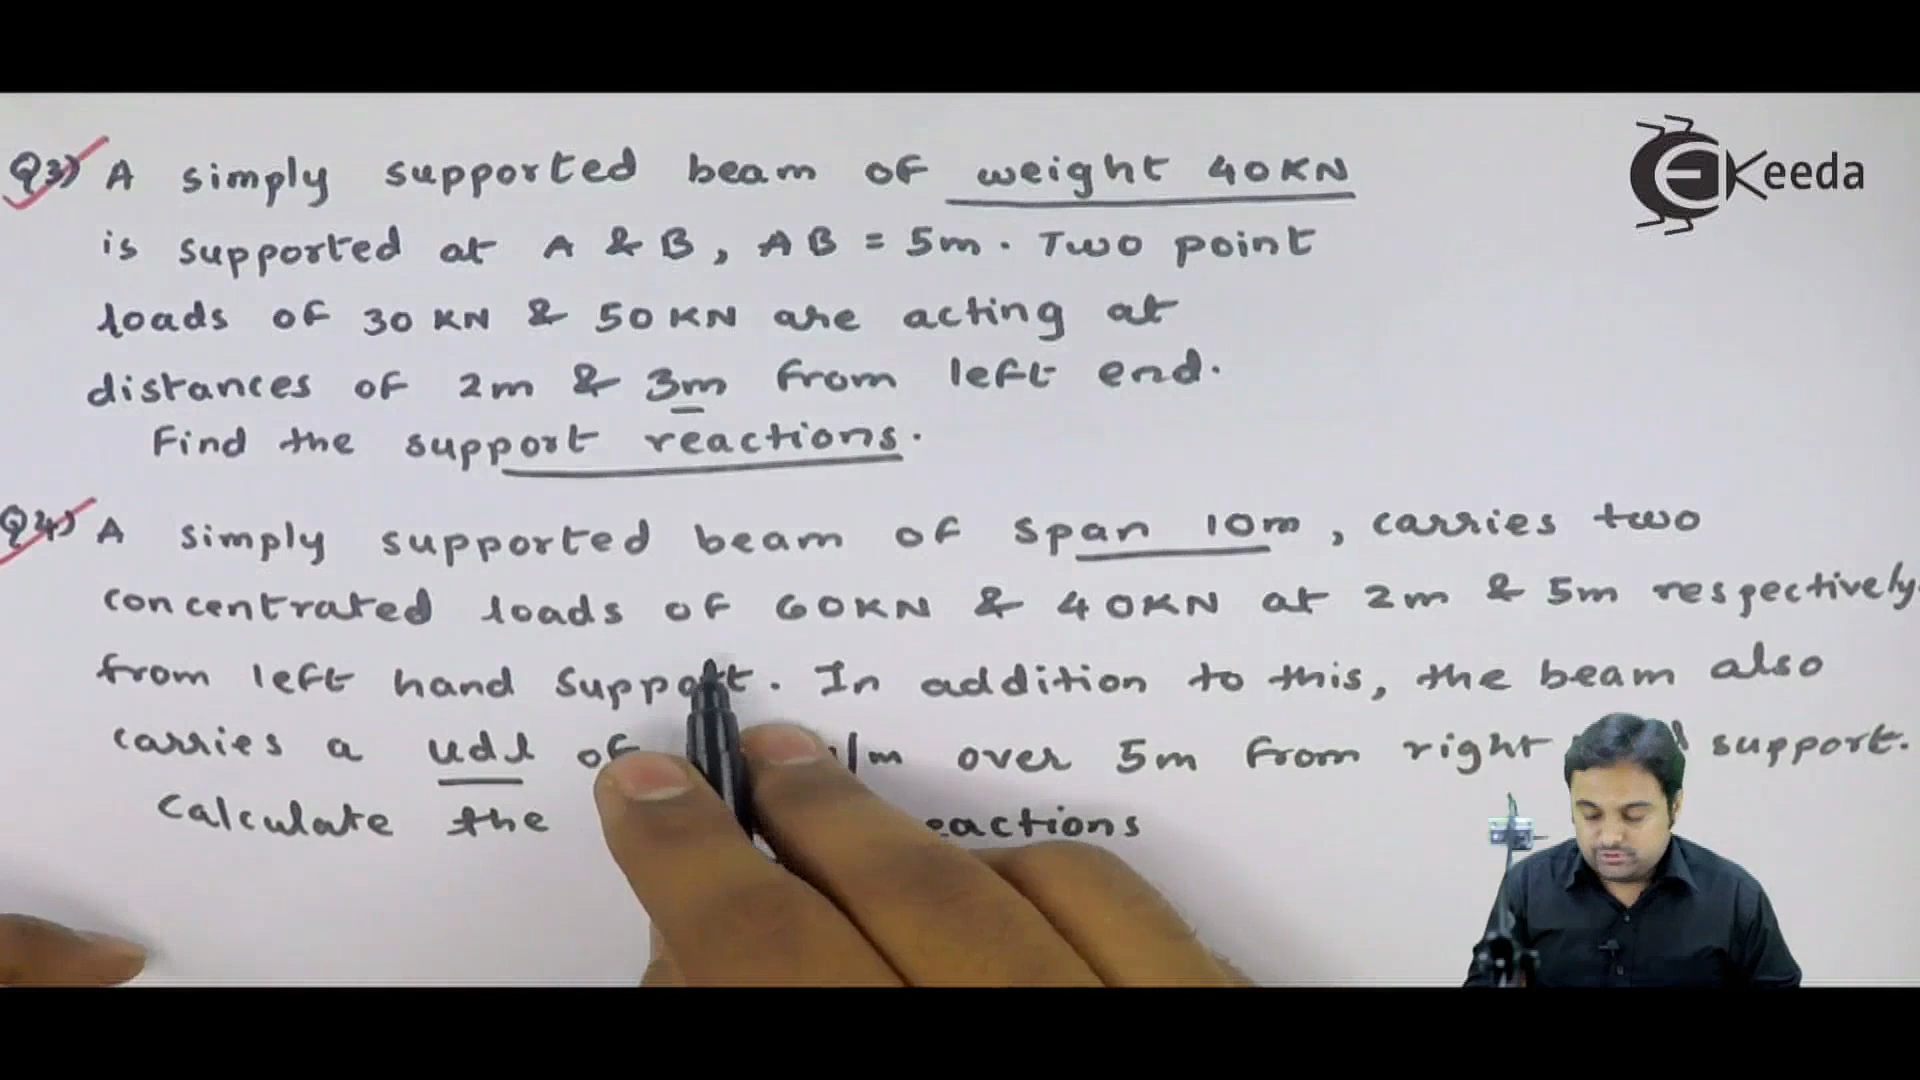 Q3) A simply supported beam of weight 40KN
is supported at A & B, AB = 5m. Two point
loads of 30 KN & 50 KN are acting at
distances of 2m & 3m from left end.
Find the support reactions.
Q4) A simply supported beam of span 10m, carries two
concentrated loads of 60KN & 40KN at 2m & 5m respectively
from left hand support. In addition to this, the beam also
carries a udl of /m over 5m from right support.
Calculate the eactions
eKeeda